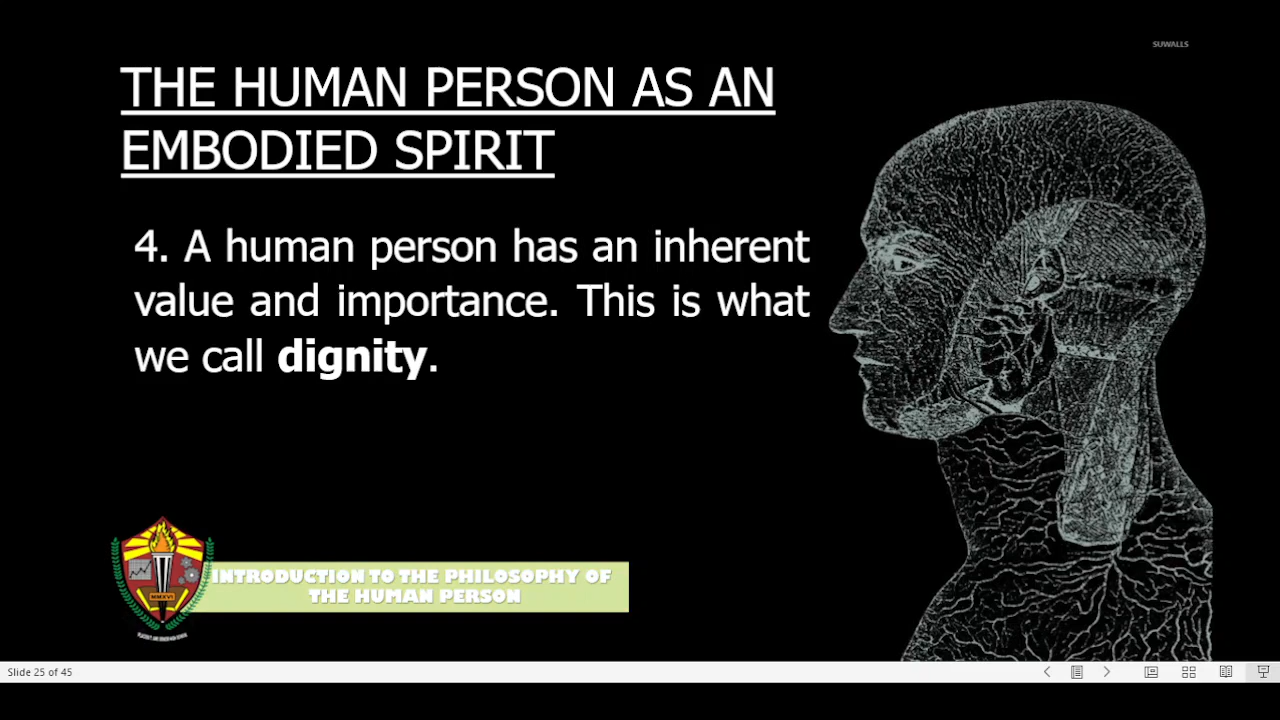 SUWALLS
THE HUMAN PERSON AS AN
EMBODIED SPIRIT
4. A human person has an inherent
value and importance. This is what
we call dignity.
MMXVI
INTRODUCTION TO THE PHILOSOPHY OF
THE HUMAN PERSON
Slide 25 of 45